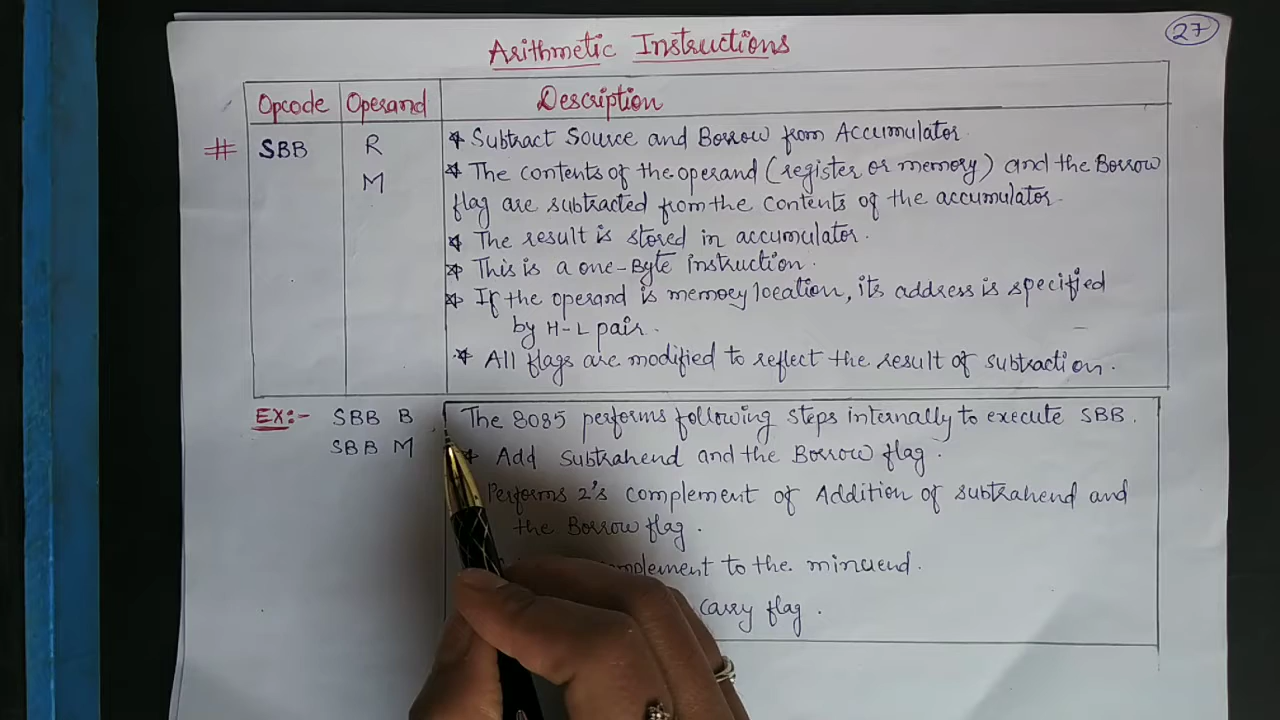 27
Arithmetic Instructions
Opcode Operand Description
# SBB R * Subtract Source and Borrow from Accumulator.
M * The contents of the operand (register or memory) and the Borrow
flag are subtracted from the contents of the accumulator.
* The result is stored in accumulator.
* This is a one-Byte instruction.
* If the operand is memory location, its address is specified
by H-L pair.
* All flags are modified to reflect the result of subtraction.
EX:- SBB B The 8085 performs following steps internally to execute SBB.
SBB M * Add Subtrahend and the Borrow flag.
Performs 2's complement of Addition of subtrahend and
the Borrow flag.
to the minuend.
carry flag.